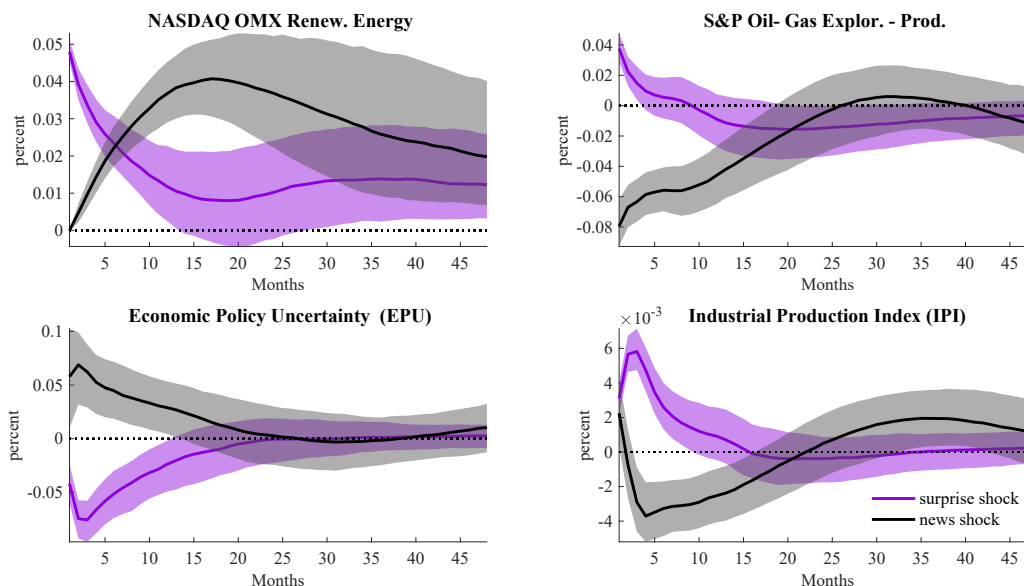 NASDAQ OMX Renew. Energy
0.05
0.04
0.03
0.02
0.01
0
percent
5 10 15 20 25 30 35 40 45
Months
S&P Oil- Gas Explor. - Prod.
0.04
0.02
0
-0.02
-0.04
-0.06
-0.08
percent
5 10 15 20 25 30 35 40 45
Months
Economic Policy Uncertainty (EPU)
0.1
0.05
0
-0.05
percent
5 10 15 20 25 30 35 40 45
Months
×10⁻³
Industrial Production Index (IPI)
6
4
2
0
-2
-4
percent
surprise shock
news shock
5 10 15 20 25 30 35 40 45
Months